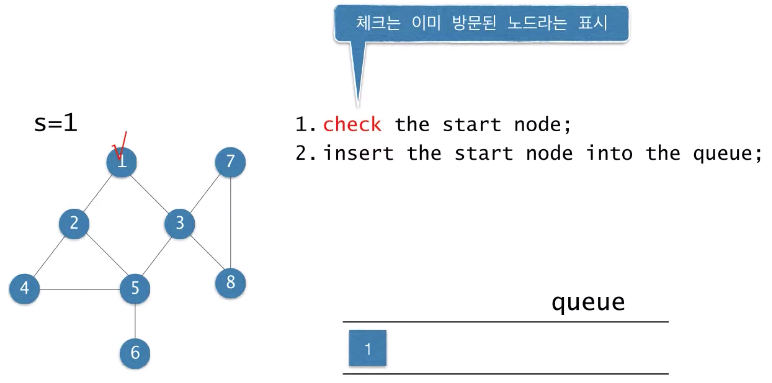 체크는 이미 방문된 노드라는 표시
s=1
1. check the start node;
2. insert the start node into the queue;
1
7
2
3
4
5
8
6
queue
1